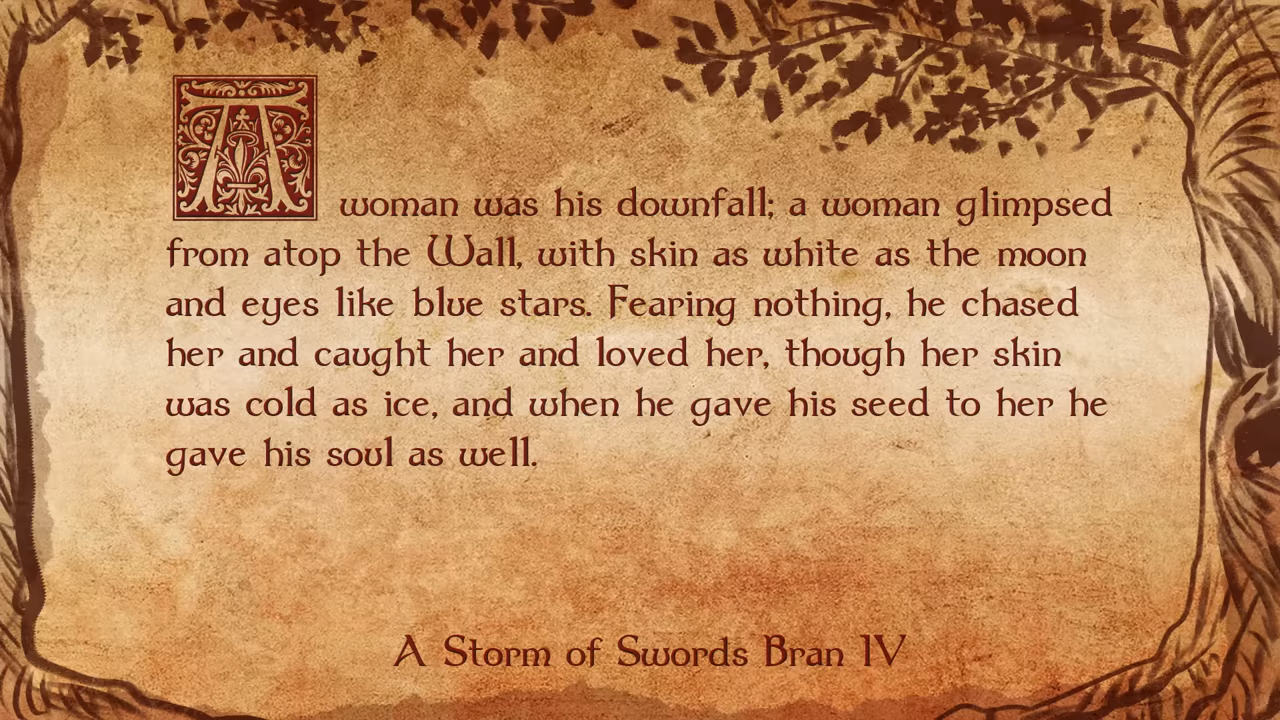 A woman was his downfall; a woman glimpsed
from atop the Wall, with skin as white as the moon
and eyes like blue stars. Fearing nothing, he chased
her and caught her and loved her, though her skin
was cold as ice, and when he gave his seed to her he
gave his soul as well.
A Storm of Swords Bran IV